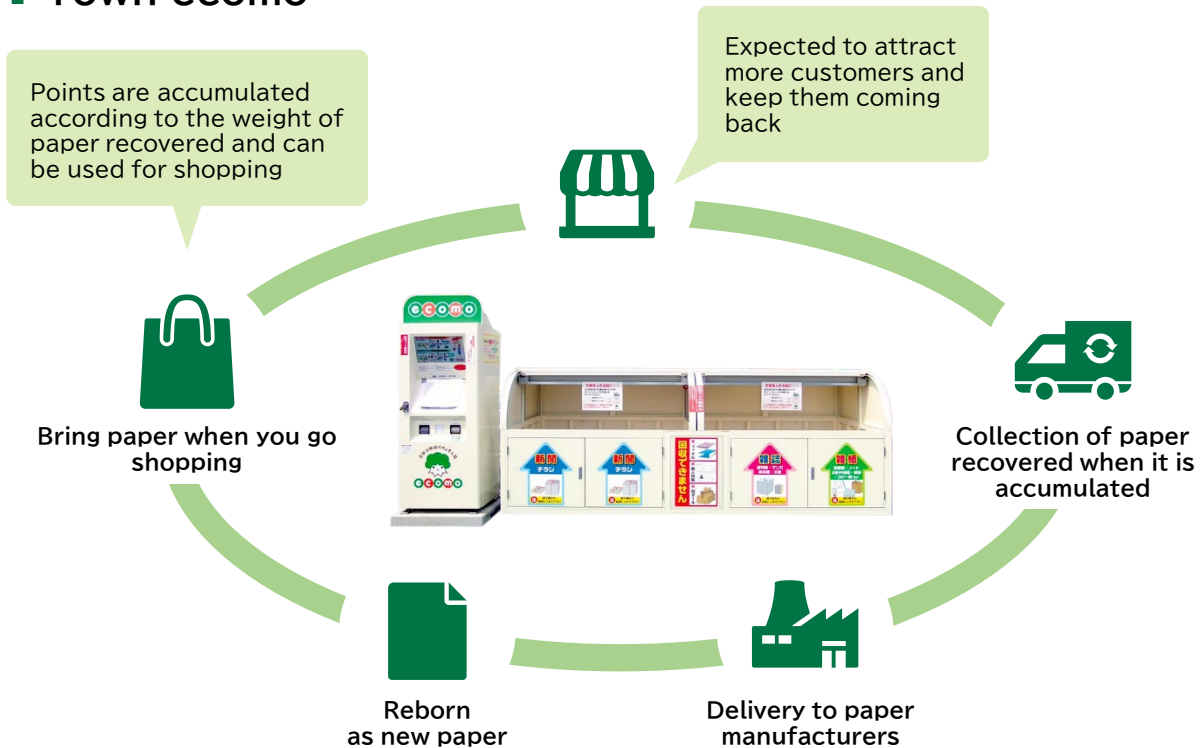 Town ecomo
Points are accumulated
according to the weight of
paper recovered and can
be used for shopping
Expected to attract
more customers and
keep them coming
back
ecomo
Bring paper when you go
shopping
ecomo
新聞
チラシ
新聞
チラシ
回収できません
雑誌
雑紙
Collection of paper
recovered when it is
accumulated
Reborn
as new paper
Delivery to paper
manufacturers